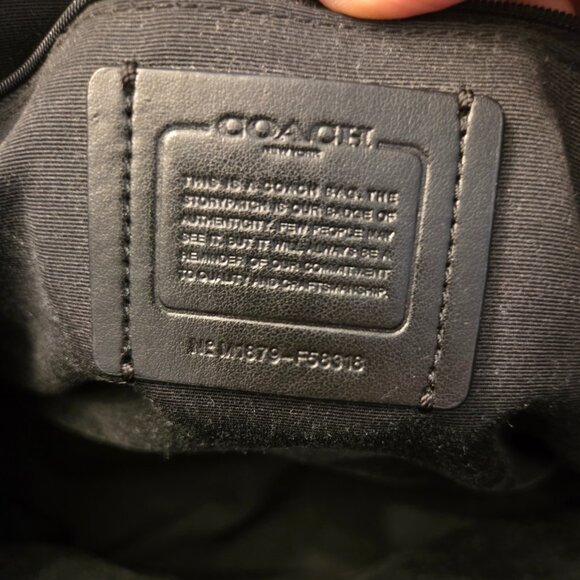 COACH
NEW YORK
THIS IS A COACH BAG. THE
STORYPATCH IS OUR BADGE OF
AUTHENTICITY. FEW PEOPLE MAY
SEE IT BUT IT WILL ALWAYS BE A
REMINDER OF OUR COMMITMENT
TO QUALITY AND CRAFTSMANSHIP.